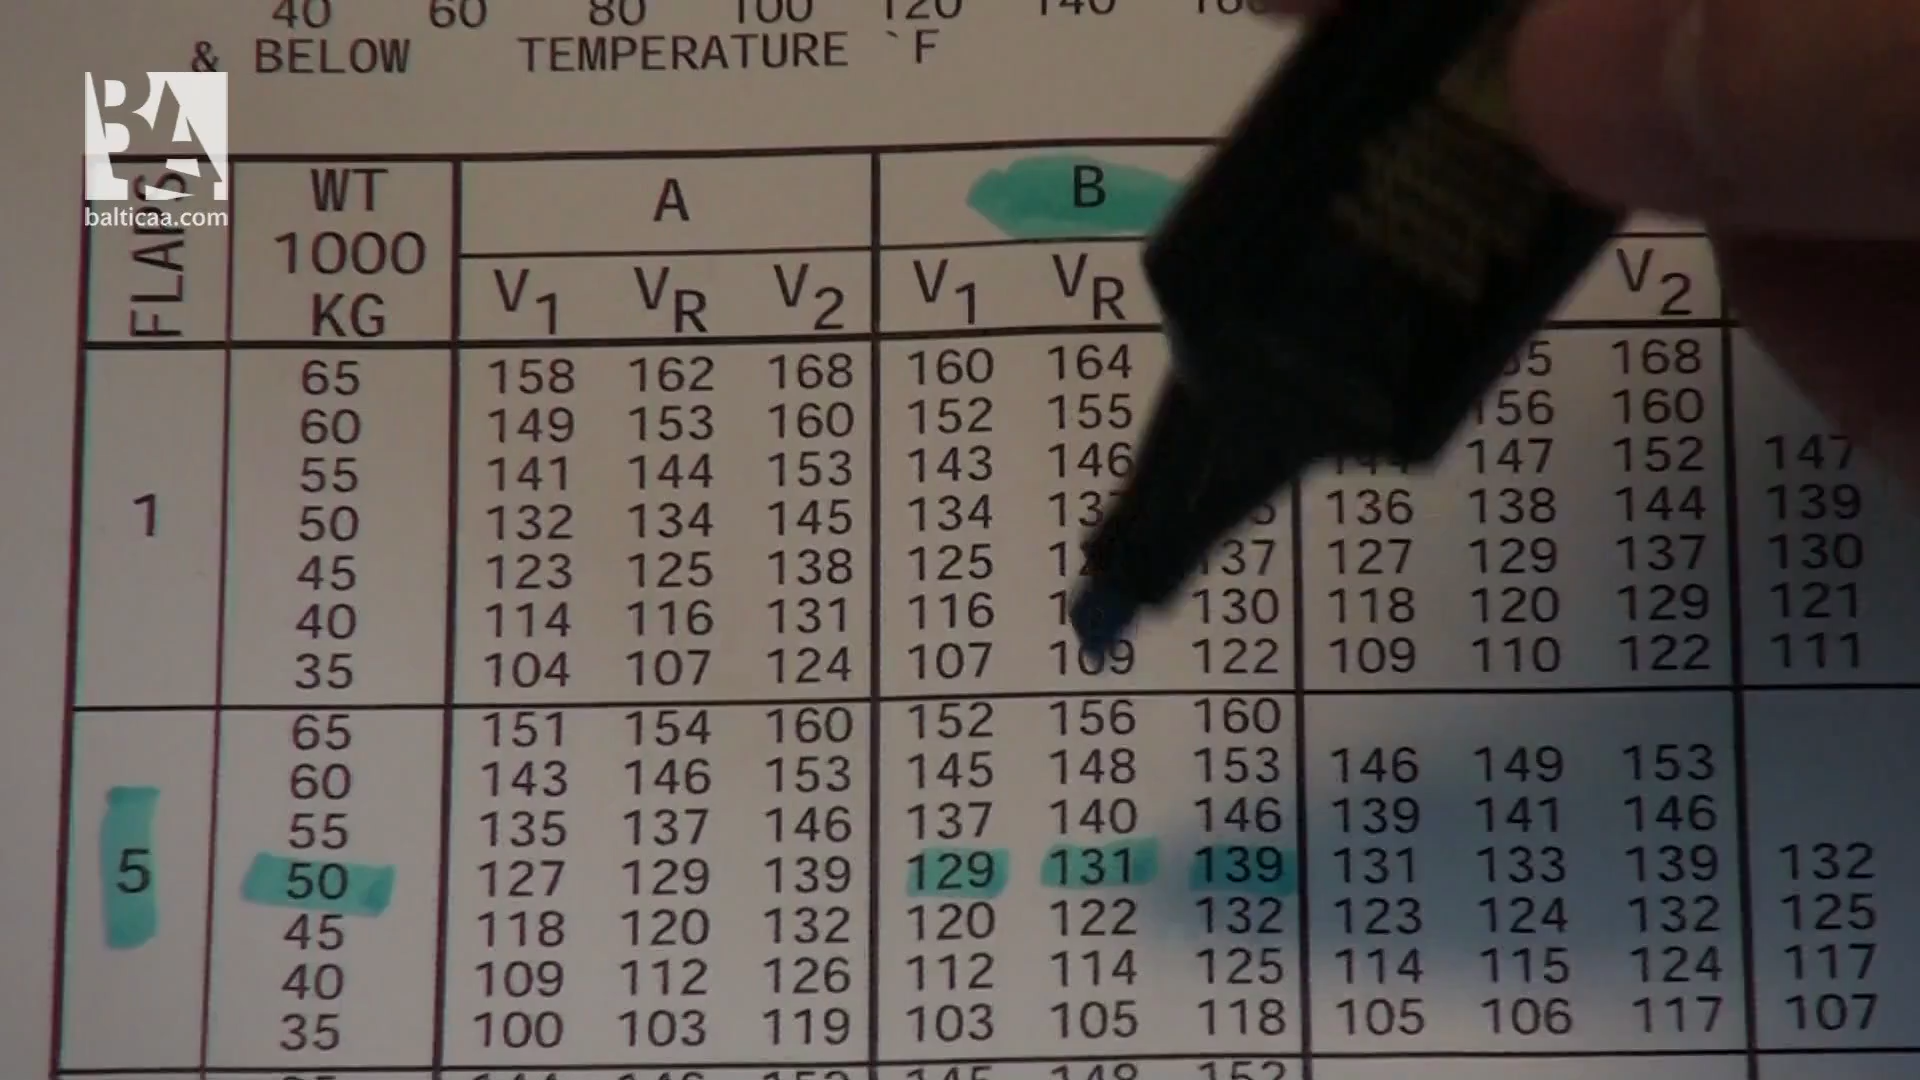 40 60 80 100 120 140
& BELOW TEMPERATURE `F
BA
balticaa.com
FLAPS WT 1000 KG A B
V1 VR V2 V1 VR V2
65 158 162 168 160 164 168
60 149 153 160 152 155 156 160
55 141 144 153 143 146 147 152 147
1 50 132 134 145 134 136 138 144 139
45 123 125 138 125 137 127 129 137 130
40 114 116 131 116 130 118 120 129 121
35 104 107 124 107 109 122 109 110 122 111
65 151 154 160 152 156 160
60 143 146 153 145 148 153 146 149 153
55 135 137 146 137 140 146 139 141 146
5 50 127 129 139 129 131 139 131 133 139 132
45 118 120 132 120 122 132 123 124 132 125
40 109 112 126 112 114 125 114 115 124 117
35 100 103 119 103 105 118 105 106 117 107